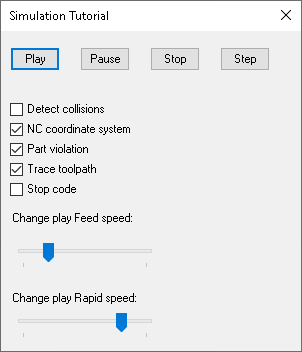 Simulation Tutorial
Play Pause Stop Step
Detect collisions
NC coordinate system
Part violation
Trace toolpath
Stop code
Change play Feed speed:
Change play Rapid speed: